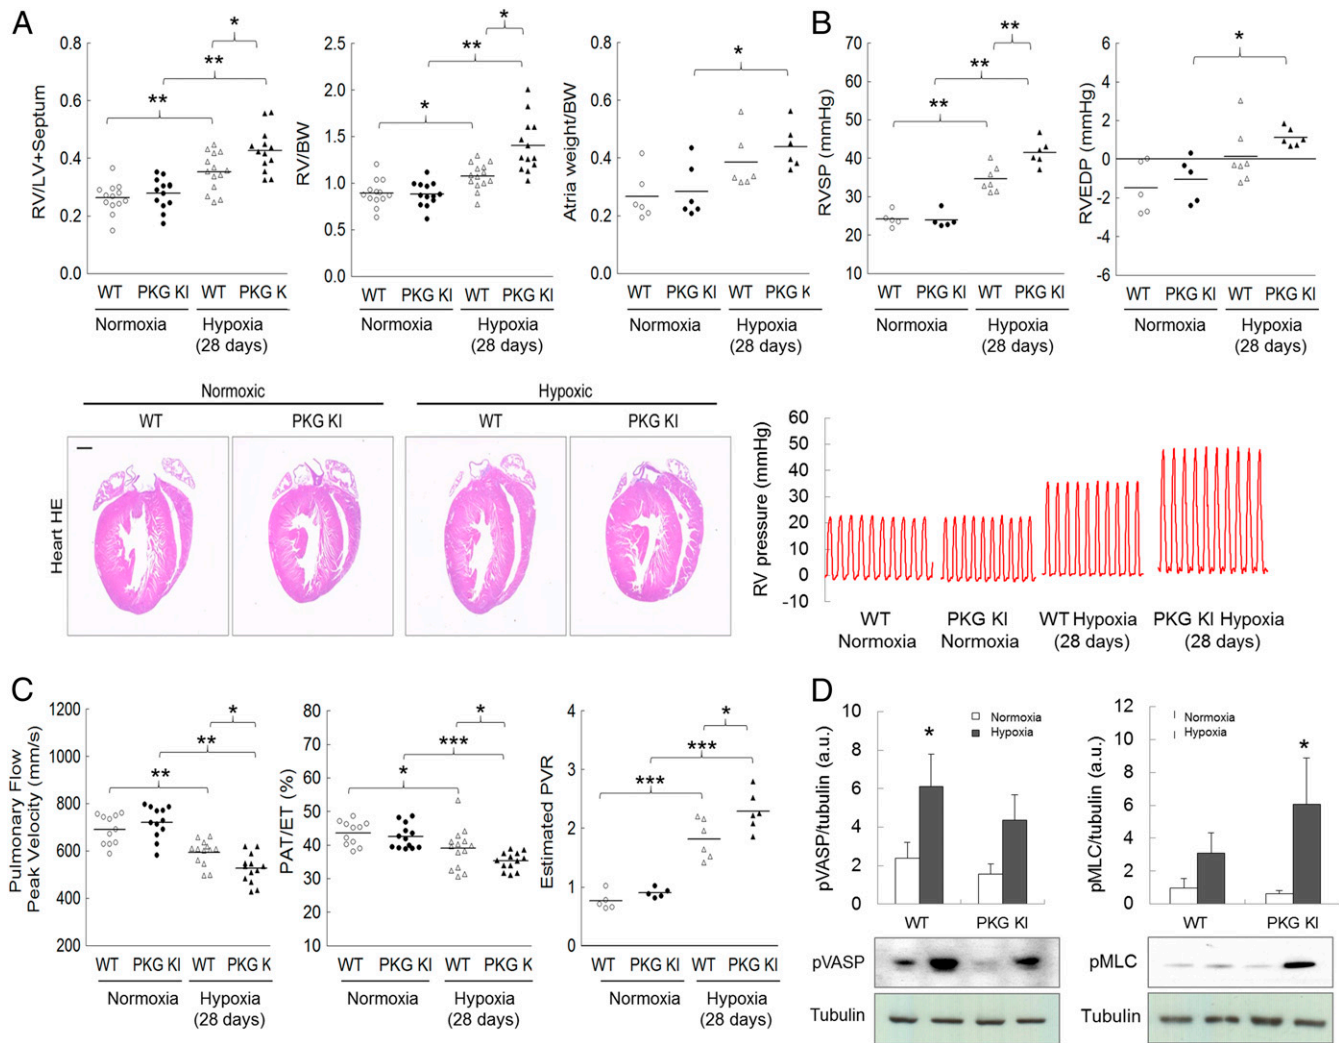 A
B
RV/LV+Septum
0.8
0.6
0.4
0.2
0.0
**
**
*
WT PKG KI WT PKG K
Normoxia Hypoxia
(28 days)
RV/BW
2.5
2.0
1.5
1.0
0.5
0.0
*
**
*
WT PKG KI WT PKG KI
Normoxia Hypoxia
(28 days)
Atria weight/BW
0.8
0.6
0.4
0.2
0.0
*
WT PKG KI WT PKG K
Normoxia Hypoxia
(28 days)
RVSP (mmHg)
70
60
50
40
30
20
10
**
**
**
WT PKG KI WT PKG KI
Normoxia Hypoxia
(28 days)
RVEDP (mmHg)
6
4
2
0
-2
-4
-6
*
WT PKG KI WT PKG KI
Normoxia Hypoxia
(28 days)
Normoxic Hypoxic
WT PKG KI WT PKG KI
Heart HE
RV pressure (mmHg)
60
50
40
30
20
10
0
-10
WT PKG KI WT Hypoxia PKG KI Hypoxia
Normoxia Normoxia (28 days) (28 days)
C
D
Pulmonary Flow
Peak Velocity (mm/s)
1200
1000
800
600
400
200
**
**
*
WT PKG KI WT PKG K
Normoxia Hypoxia
(28 days)
PAT/ET (%)
80
70
60
50
40
30
20
10
*
***
*
WT PKG KI WT PKG K
Normoxia Hypoxia
(28 days)
Estimated PVR
4
3
2
1
0
***
***
*
WT PKG KI WT PKG KI
Normoxia Hypoxia
(28 days)
pVASP/tubulin (a.u.)
10
8
6
4
2
0
Normoxia
Hypoxia
*
WT PKG KI
pVASP
Tubulin
pMLC/tubulin (a.u.)
12
10
8
6
4
2
0
Normoxia
Hypoxia
*
WT PKG KI
pMLC
Tubulin